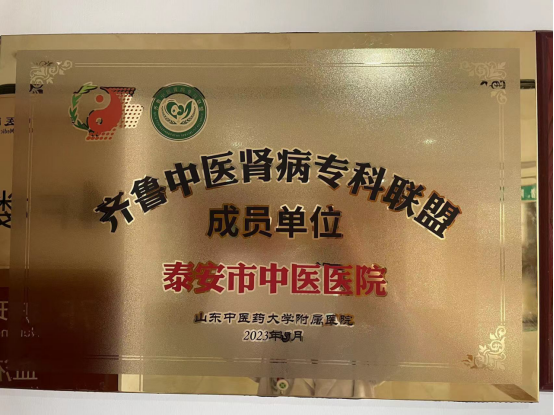 齐鲁中医肾病专科联盟
成员单位
泰安市中医医院
山东中医药大学附属医院
2023年月